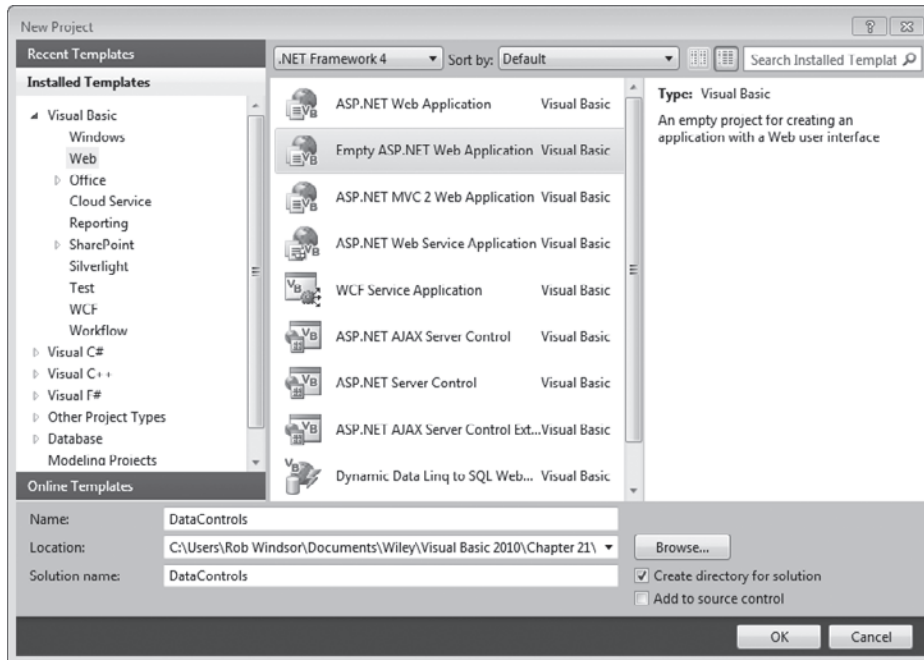 New Project
Recent Templates
Installed Templates
Visual Basic
Windows
Web
Office
Cloud Service
Reporting
SharePoint
Silverlight
Test
WCF
Workflow
Visual C#
Visual C++
Visual F#
Other Project Types
Database
Modeling Projects
Online Templates
.NET Framework 4
Sort by: Default
Search Installed Templat
ASP.NET Web Application Visual Basic
Empty ASP.NET Web Application Visual Basic
ASP.NET MVC 2 Web Application Visual Basic
ASP.NET Web Service Application Visual Basic
WCF Service Application Visual Basic
ASP.NET AJAX Server Control Visual Basic
ASP.NET Server Control Visual Basic
ASP.NET AJAX Server Control Ext...Visual Basic
Dynamic Data Linq to SQL Web... Visual Basic
Type: Visual Basic
An empty project for creating an
application with a Web user interface
Name: DataControls
Location: C:\Users\Rob Windsor\Documents\Wiley\Visual Basic 2010\Chapter 21\ Browse...
Solution name: DataControls
Create directory for solution
Add to source control
OK Cancel